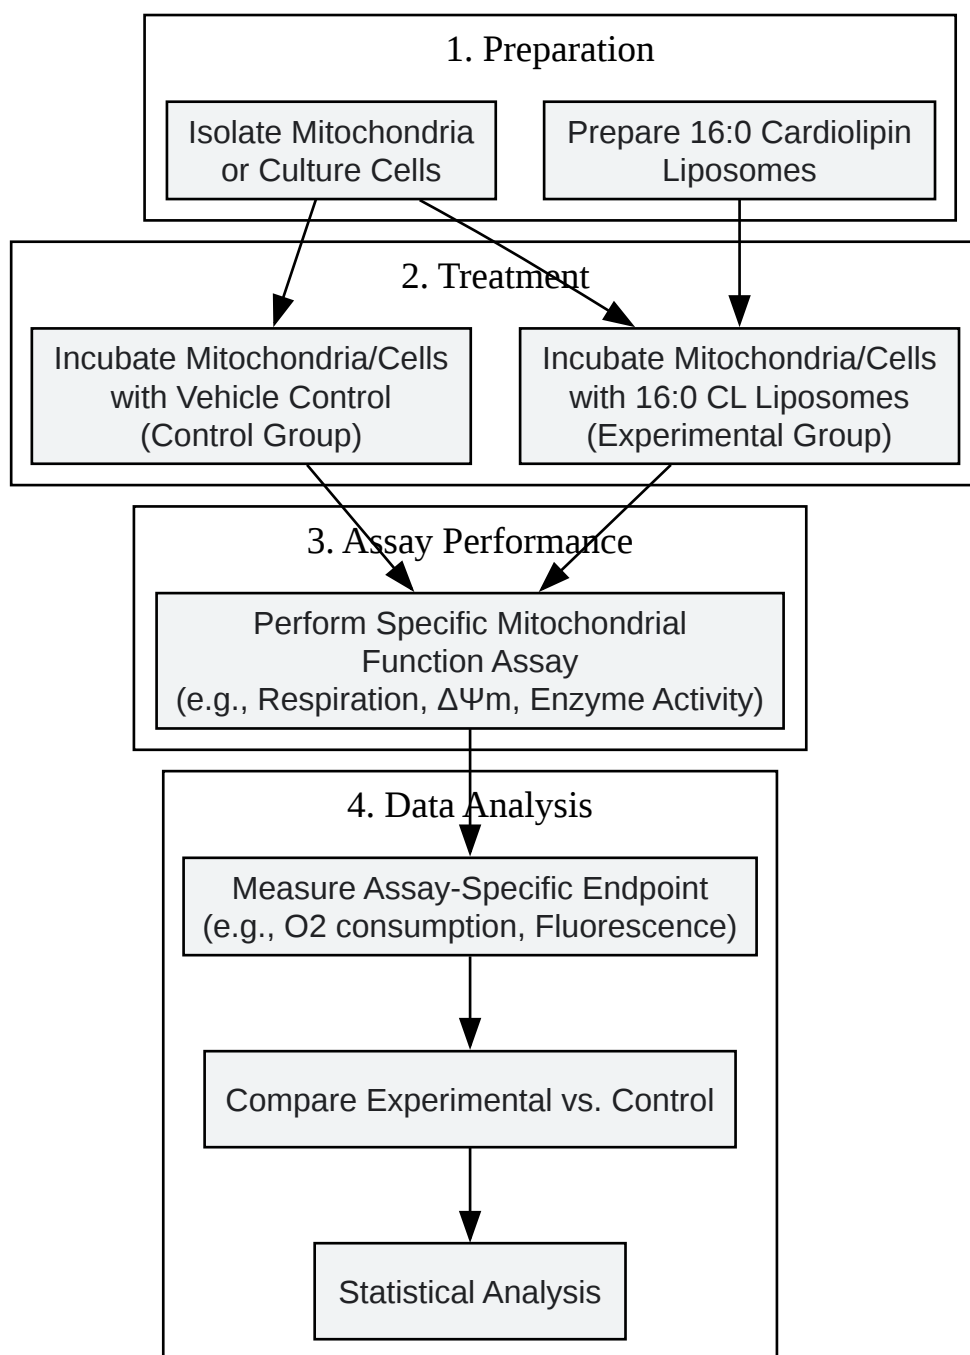 1. Preparation
Isolate Mitochondria
or Culture Cells
Prepare 16:0 Cardiolipin
Liposomes
2. Treatment
Incubate Mitochondria/Cells
with Vehicle Control
(Control Group)
Incubate Mitochondria/Cells
with 16:0 CL Liposomes
(Experimental Group)
3. Assay Performance
Perform Specific Mitochondrial
Function Assay
(e.g., Respiration, ΔΨm, Enzyme Activity)
4. Data Analysis
Measure Assay-Specific Endpoint
(e.g., O2 consumption, Fluorescence)
Compare Experimental vs. Control
Statistical Analysis